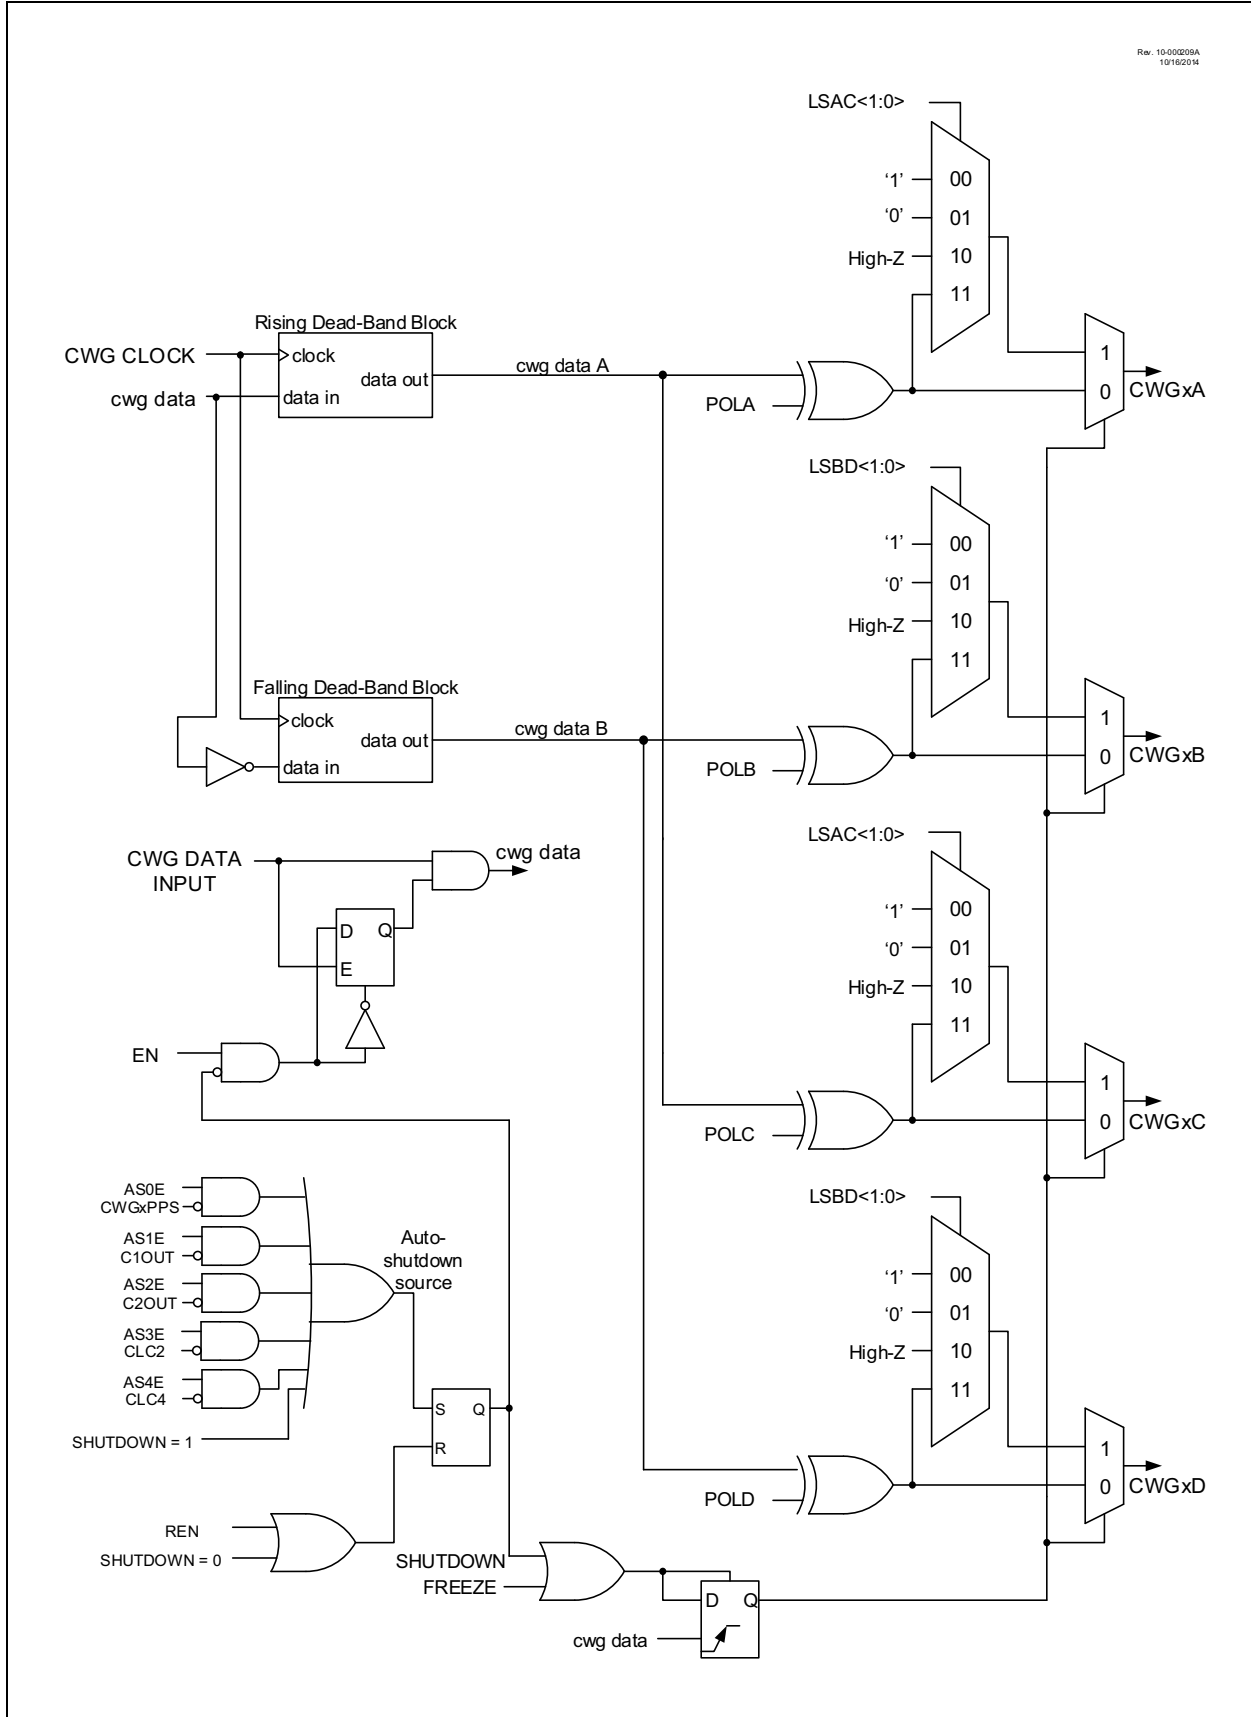 Rev. 10-000209A
10/16/2014
LSAC<1:0>
‘1’
00
‘0’
01
High-Z
10
11
Rising Dead-Band Block
CWG CLOCK
clock
data out
cwg data
data in
cwg data A
POLA
1
0
CWGxA
LSBD<1:0>
‘1’
00
‘0’
01
High-Z
10
11
Falling Dead-Band Block
clock
data out
data in
cwg data B
POLB
1
0
CWGxB
CWG DATA
INPUT
cwg data
D
Q
E
EN
LSAC<1:0>
‘1’
00
‘0’
01
High-Z
10
11
POLC
1
0
CWGxC
AS0E
CWGxPPS
AS1E
C1OUT
AS2E
C2OUT
AS3E
CLC2
AS4E
CLC4
SHUTDOWN = 1
Auto-
shutdown
source
S
Q
R
REN
SHUTDOWN = 0
LSBD<1:0>
‘1’
00
‘0’
01
High-Z
10
11
POLD
1
0
CWGxD
SHUTDOWN
FREEZE
D
Q
cwg data